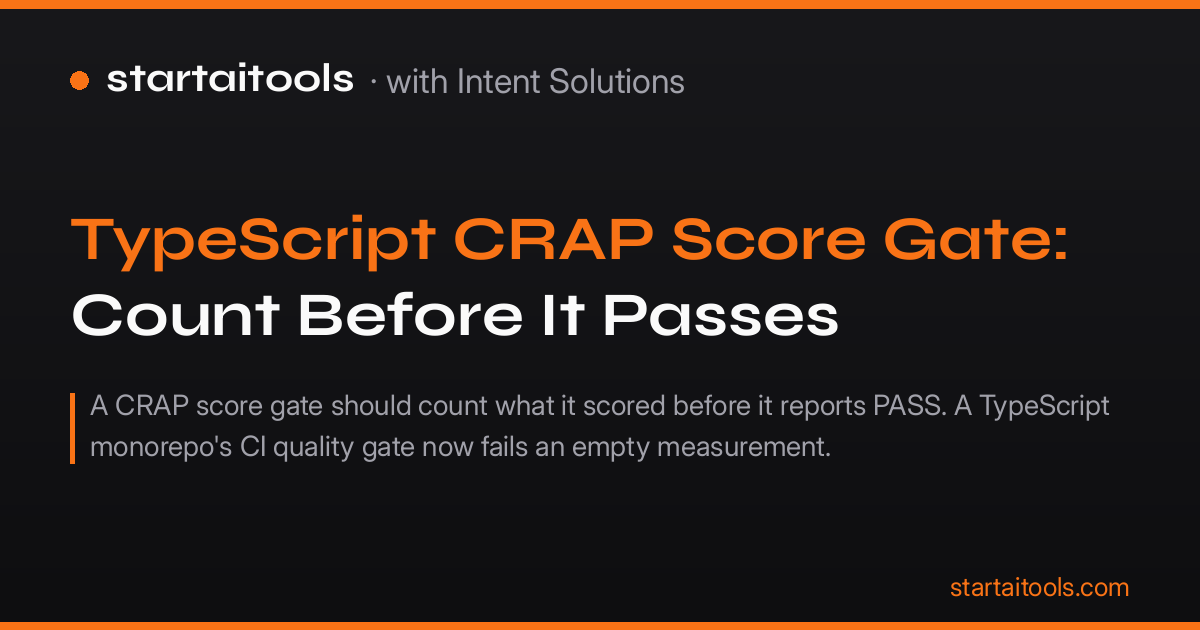 startaitools · with Intent Solutions
TypeScript CRAP Score Gate:
Count Before It Passes
A CRAP score gate should count what it scored before it reports PASS. A TypeScript
monorepo's CI quality gate now fails an empty measurement.
startaitools.com